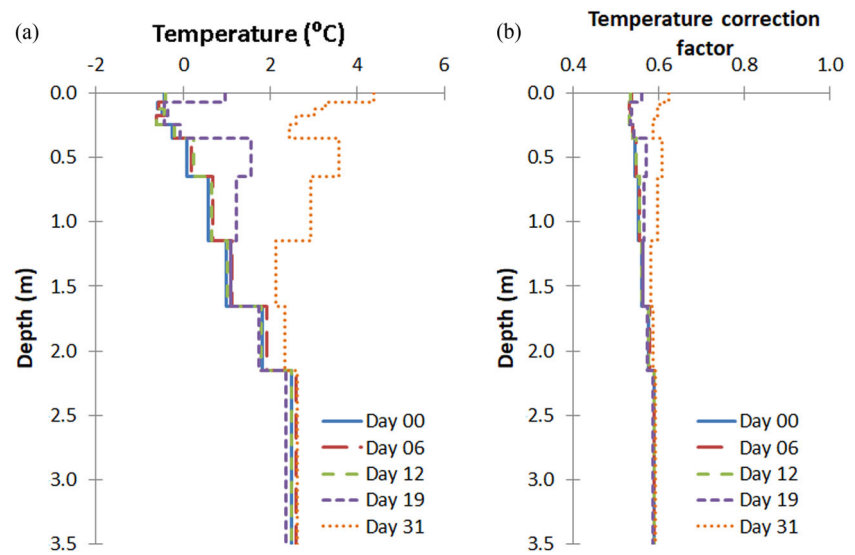 (a)
Temperature (⁰C)
-2 0 2 4 6
0.0
0.5
1.0
1.5
2.0
2.5
3.0
3.5
Depth (m)
Day 00
Day 06
Day 12
Day 19
Day 31
(b)
Temperature correction
factor
0.4 0.6 0.8 1.0
0.0
0.5
1.0
1.5
2.0
2.5
3.0
3.5
Depth (m)
Day 00
Day 06
Day 12
Day 19
Day 31